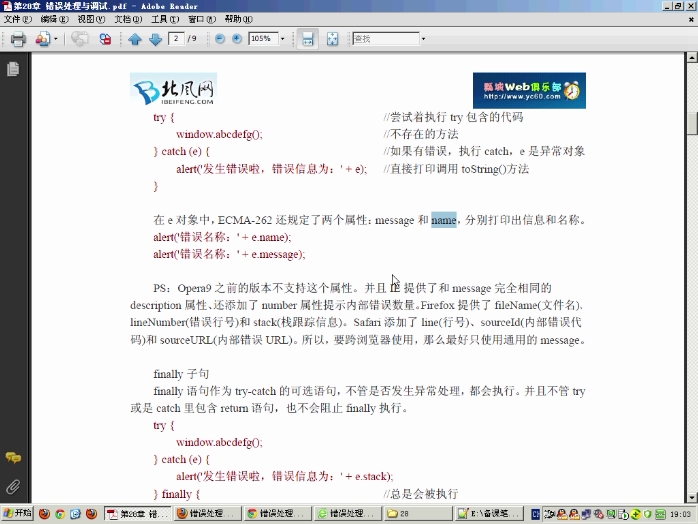 第28章 错误处理与调试.pdf - Adobe Reader
文件(F) 编辑(E) 视图(V) 文档(D) 工具(T) 窗口(W) 帮助(H)
2 / 9 105% 查找
北风网
IBEIFENG.COM
瓢城Web俱乐部
http://www.yc60.com
try { //尝试着执行 try 包含的代码
window.abcdefg(); //不存在的方法
} catch (e) { //如果有错误，执行 catch，e 是异常对象
alert('发生错误啦，错误信息为：' + e); //直接打印调用 toString()方法
}
在 e 对象中，ECMA-262 还规定了两个属性：message 和 name，分别打印出信息和名称。
alert('错误名称：' + e.name);
alert('错误名称：' + e.message);
PS：Opera9 之前的版本不支持这个属性。并且 IE 提供了和 message 完全相同的
description 属性、还添加了 number 属性提示内部错误数量。Firefox 提供了 fileName(文件名)、
lineNumber(错误行号)和 stack(栈跟踪信息)。Safari 添加了 line(行号)、sourceId(内部错误代
码)和 sourceURL(内部错误 URL)。所以，要跨浏览器使用，那么最好只使用通用的 message。
finally 子句
finally 语句作为 try-catch 的可选语句，不管是否发生异常处理，都会执行。并且不管 try
或是 catch 里包含 return 语句，也不会阻止 finally 执行。
try {
window.abcdefg();
} catch (e) {
alert('发生错误啦，错误信息为：' + e.stack);
} finally { //总是会被执行
开始 第28章 错... 错误处理... 错误处理... 错误处理... 28 E:\备课笔... 19:03